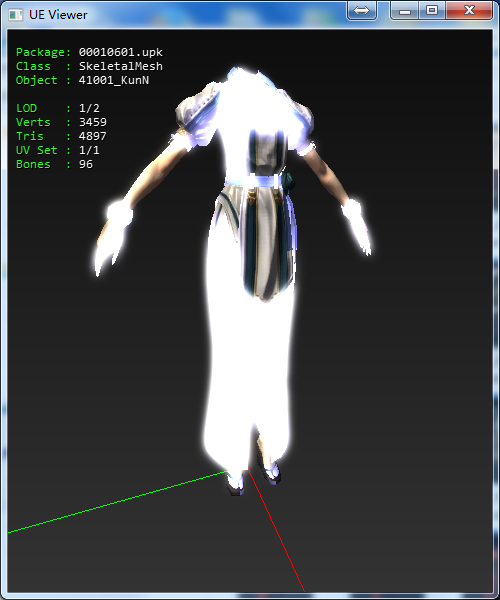 UE Viewer
Package: 00010601.upk
Class : SkeletalMesh
Object : 41001_KunN
LOD : 1/2
Verts : 3459
Tris : 4897
UV Set : 1/1
Bones : 96